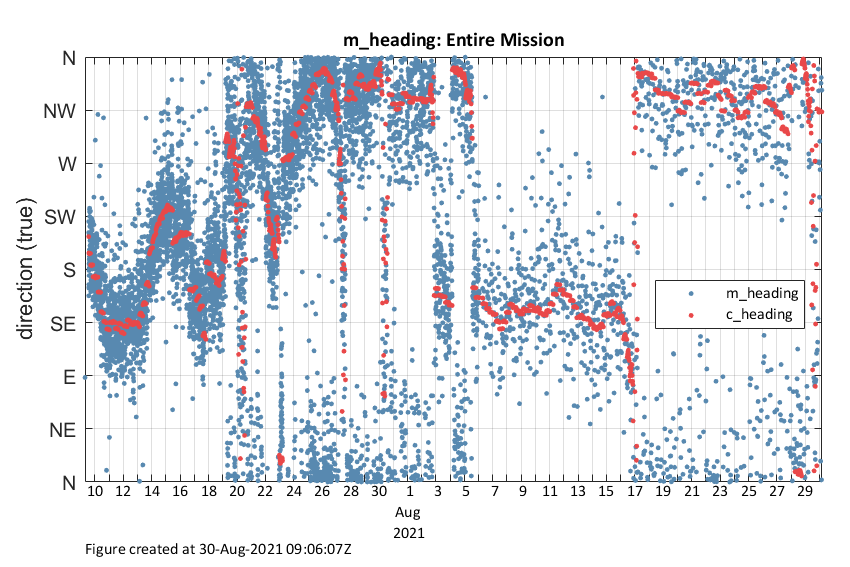 m_heading: Entire Mission
direction (true)
N
NW
W
SW
S
SE
E
NE
N
m_heading
c_heading
10 12 14 16 18 20 22 24 26 28 30 1 3 5 7 9 11 13 15 17 19 21 23 25 27 29
Aug
2021
Figure created at 30-Aug-2021 09:06:07Z